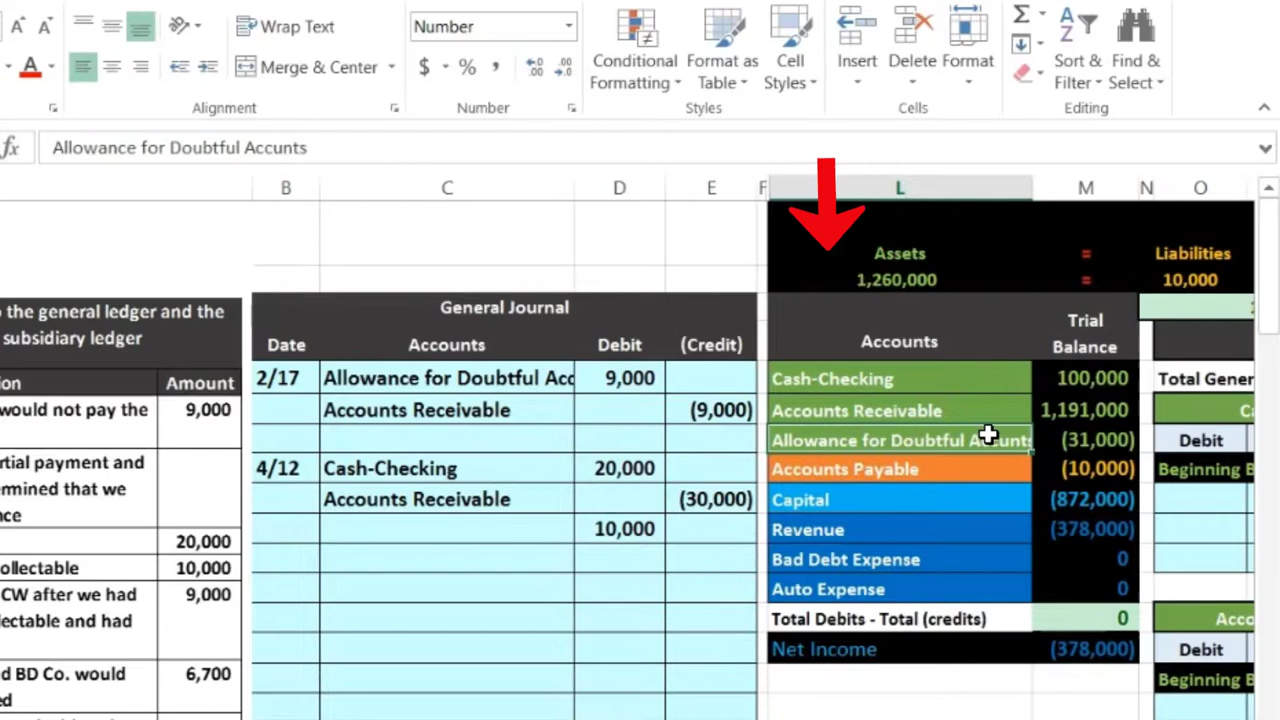 Wrap Text
Number
Merge & Center
$ % ,
Conditional Formatting
Format as Table
Cell Styles
Insert
Delete
Format
Σ
Sort & Filter
Find & Select
Alignment
Number
Styles
Cells
Editing
fx Allowance for Doubtful Accunts
B C D E F L M N O
Assets = Liabilities
1,260,000 = 10,000
the general ledger and the
subsidiary ledger
General Journal
Date Accounts Debit (Credit)
Accounts Trial Balance
Amount
2/17 Allowance for Doubtful Acc 9,000
Accounts Receivable (9,000)
4/12 Cash-Checking 20,000
Accounts Receivable (30,000)
10,000
would not pay the 9,000
payment and
that we
20,000
10,000
CW after we had 9,000
and had
BD Co. would 6,700
Cash-Checking 100,000
Accounts Receivable 1,191,000
Allowance for Doubtful (31,000)
Accounts Payable (10,000)
Capital (872,000)
Revenue (378,000)
Bad Debt Expense 0
Auto Expense 0
Total Debits - Total (credits) 0
Net Income (378,000)
Total
Debit
Beginning
Debit
Beginning